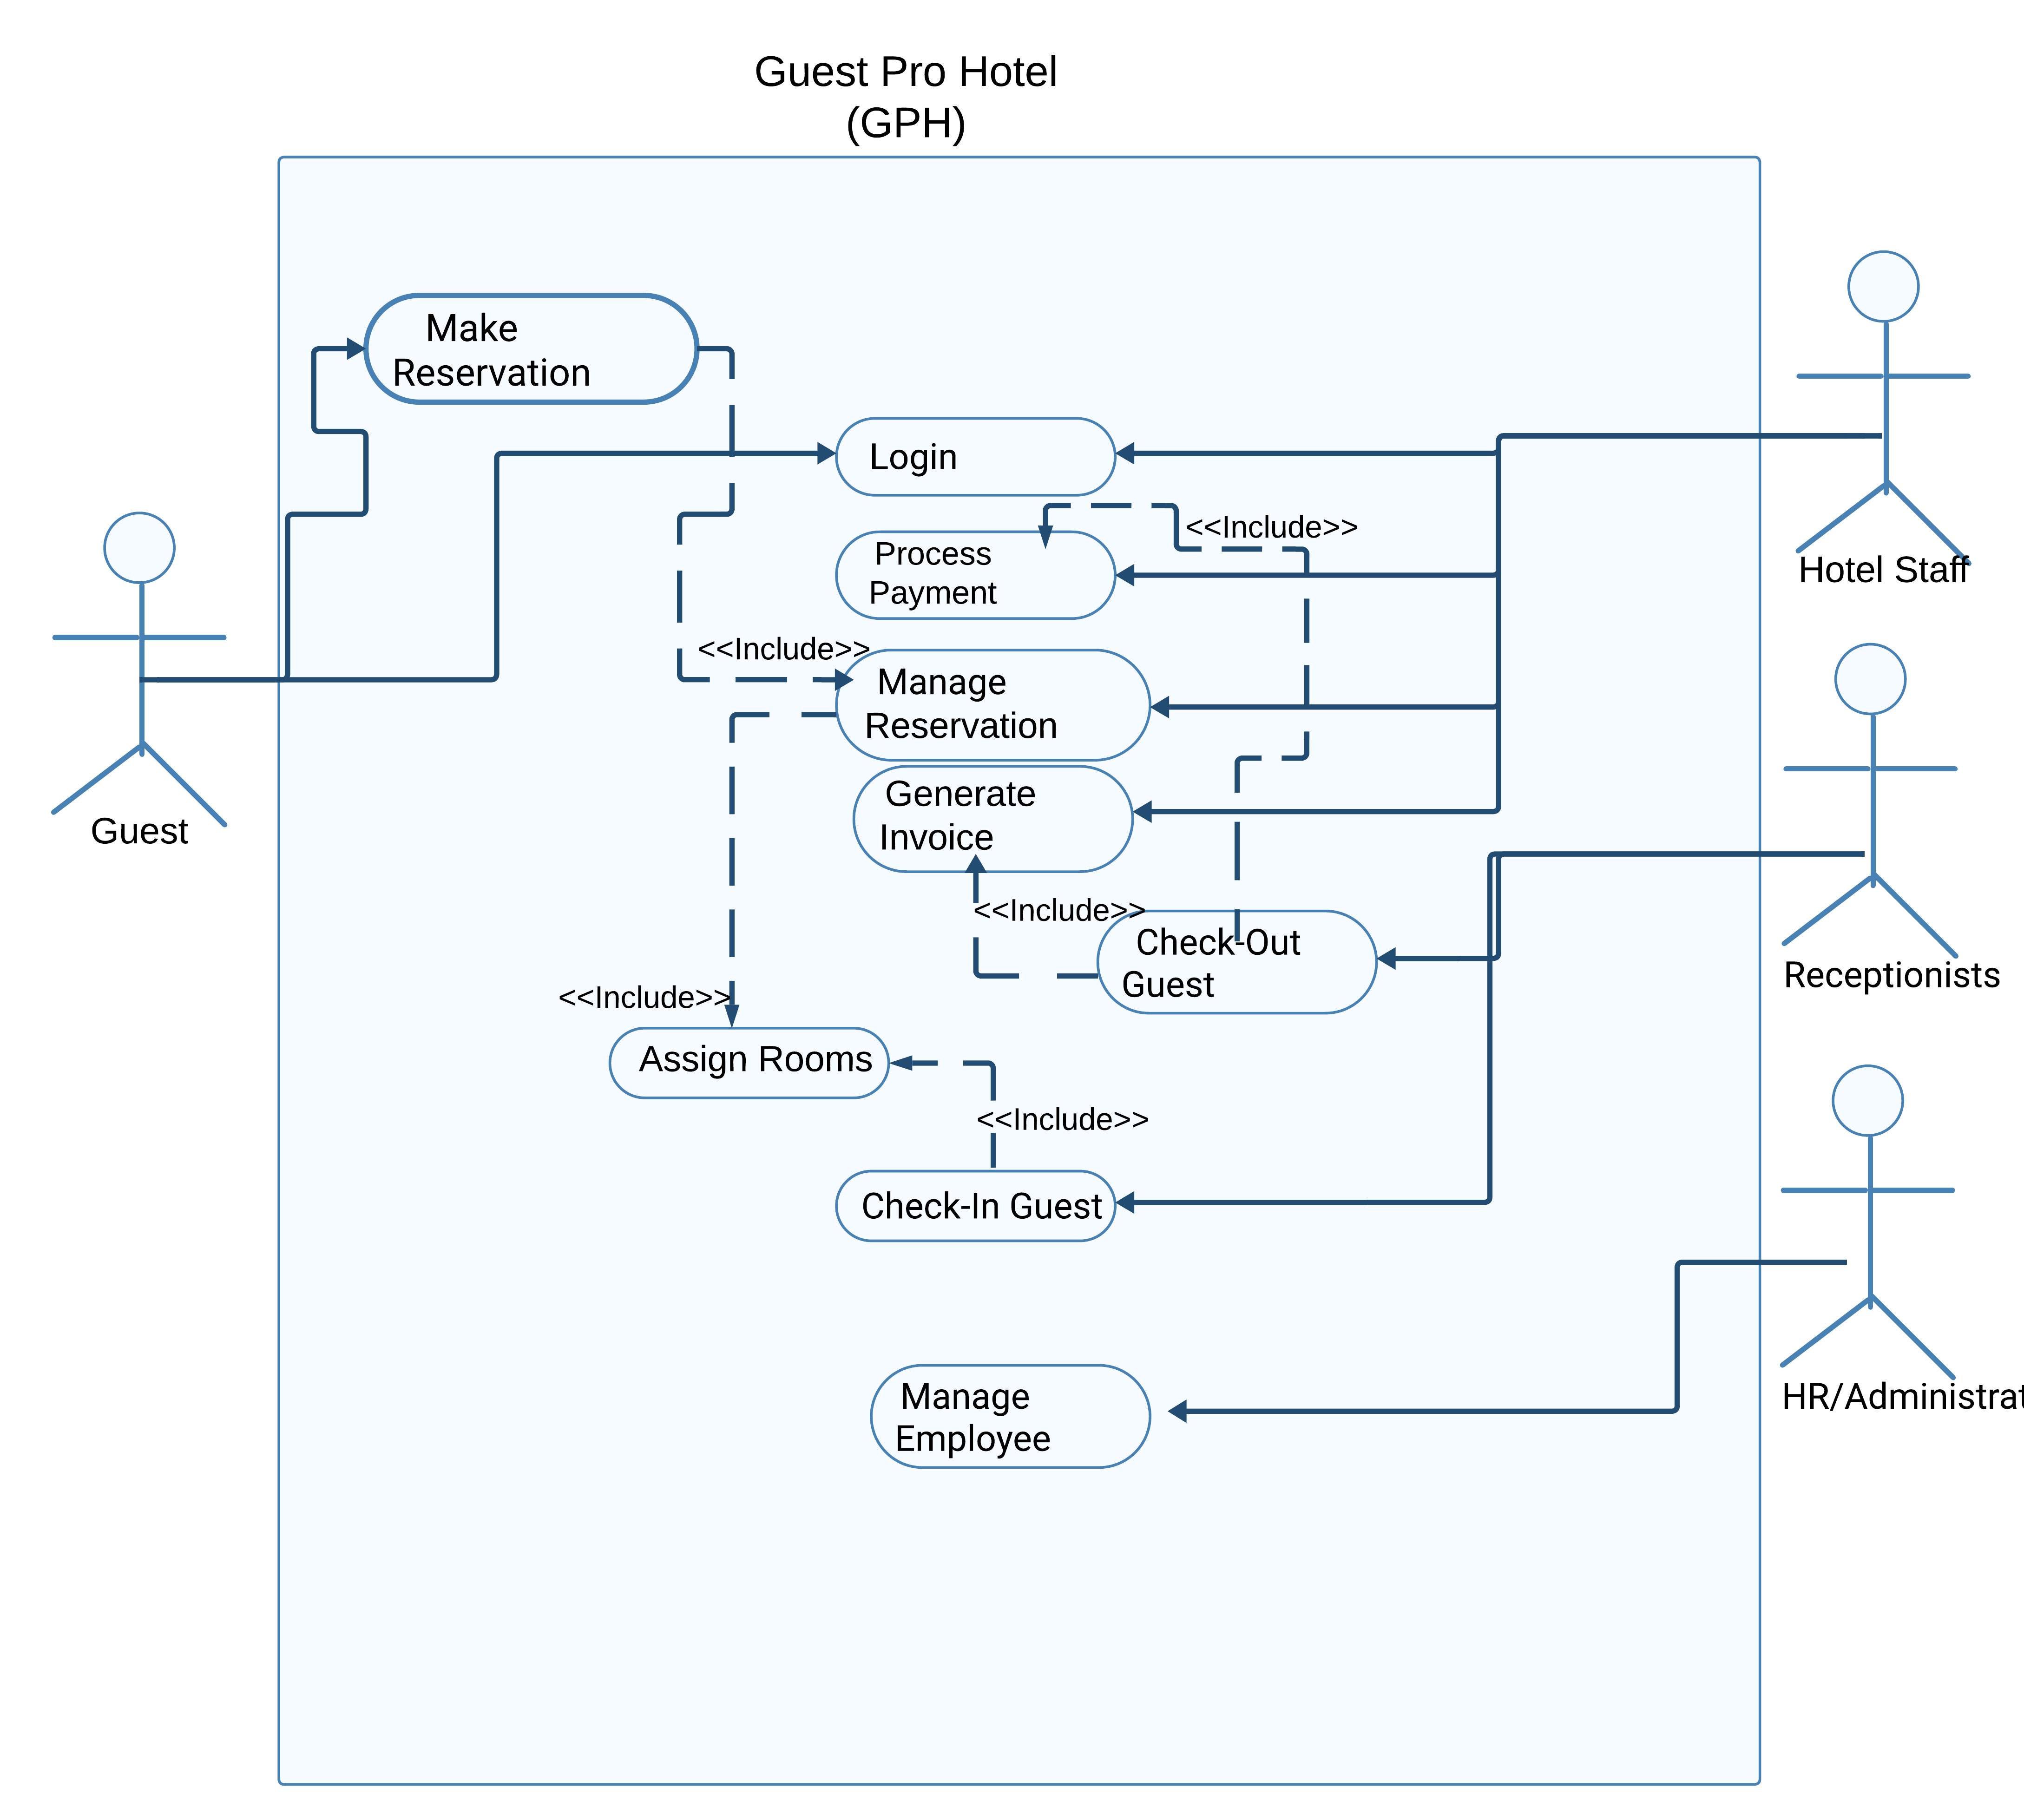 Guest Pro Hotel
(GPH)
Make
Reservation
Login
<<Include>>
Process
Payment
Hotel Staff
<<Include>>
Manage
Reservation
Generate
Invoice
Guest
<<Include>>
Check-Out
Guest
Receptionists
<<Include>>
Assign Rooms
<<Include>>
Check-In Guest
Manage
Employee
HR/Administrat